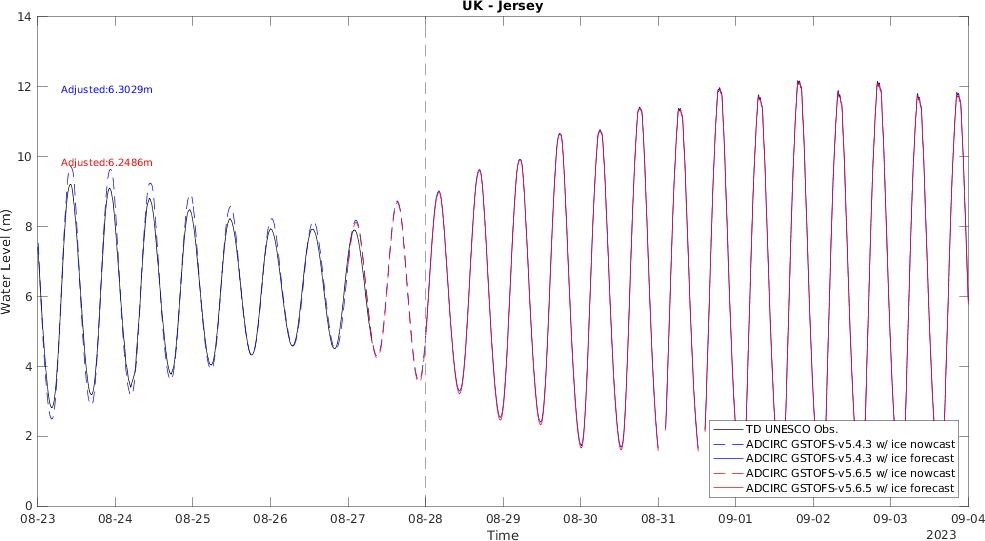 UK - Jersey
14
12
10
8
6
4
2
0
Water Level (m)
Adjusted:6.3029m
Adjusted:6.2486m
TD UNESCO Obs.
ADCIRC GSTOFS-v5.4.3 w/ ice nowcast
ADCIRC GSTOFS-v5.4.3 w/ ice forecast
ADCIRC GSTOFS-v5.6.5 w/ ice nowcast
ADCIRC GSTOFS-v5.6.5 w/ ice forecast
08-23 08-24 08-25 08-26 08-27 08-28 08-29 08-30 08-31 09-01 09-02 09-03 09-04
Time
2023